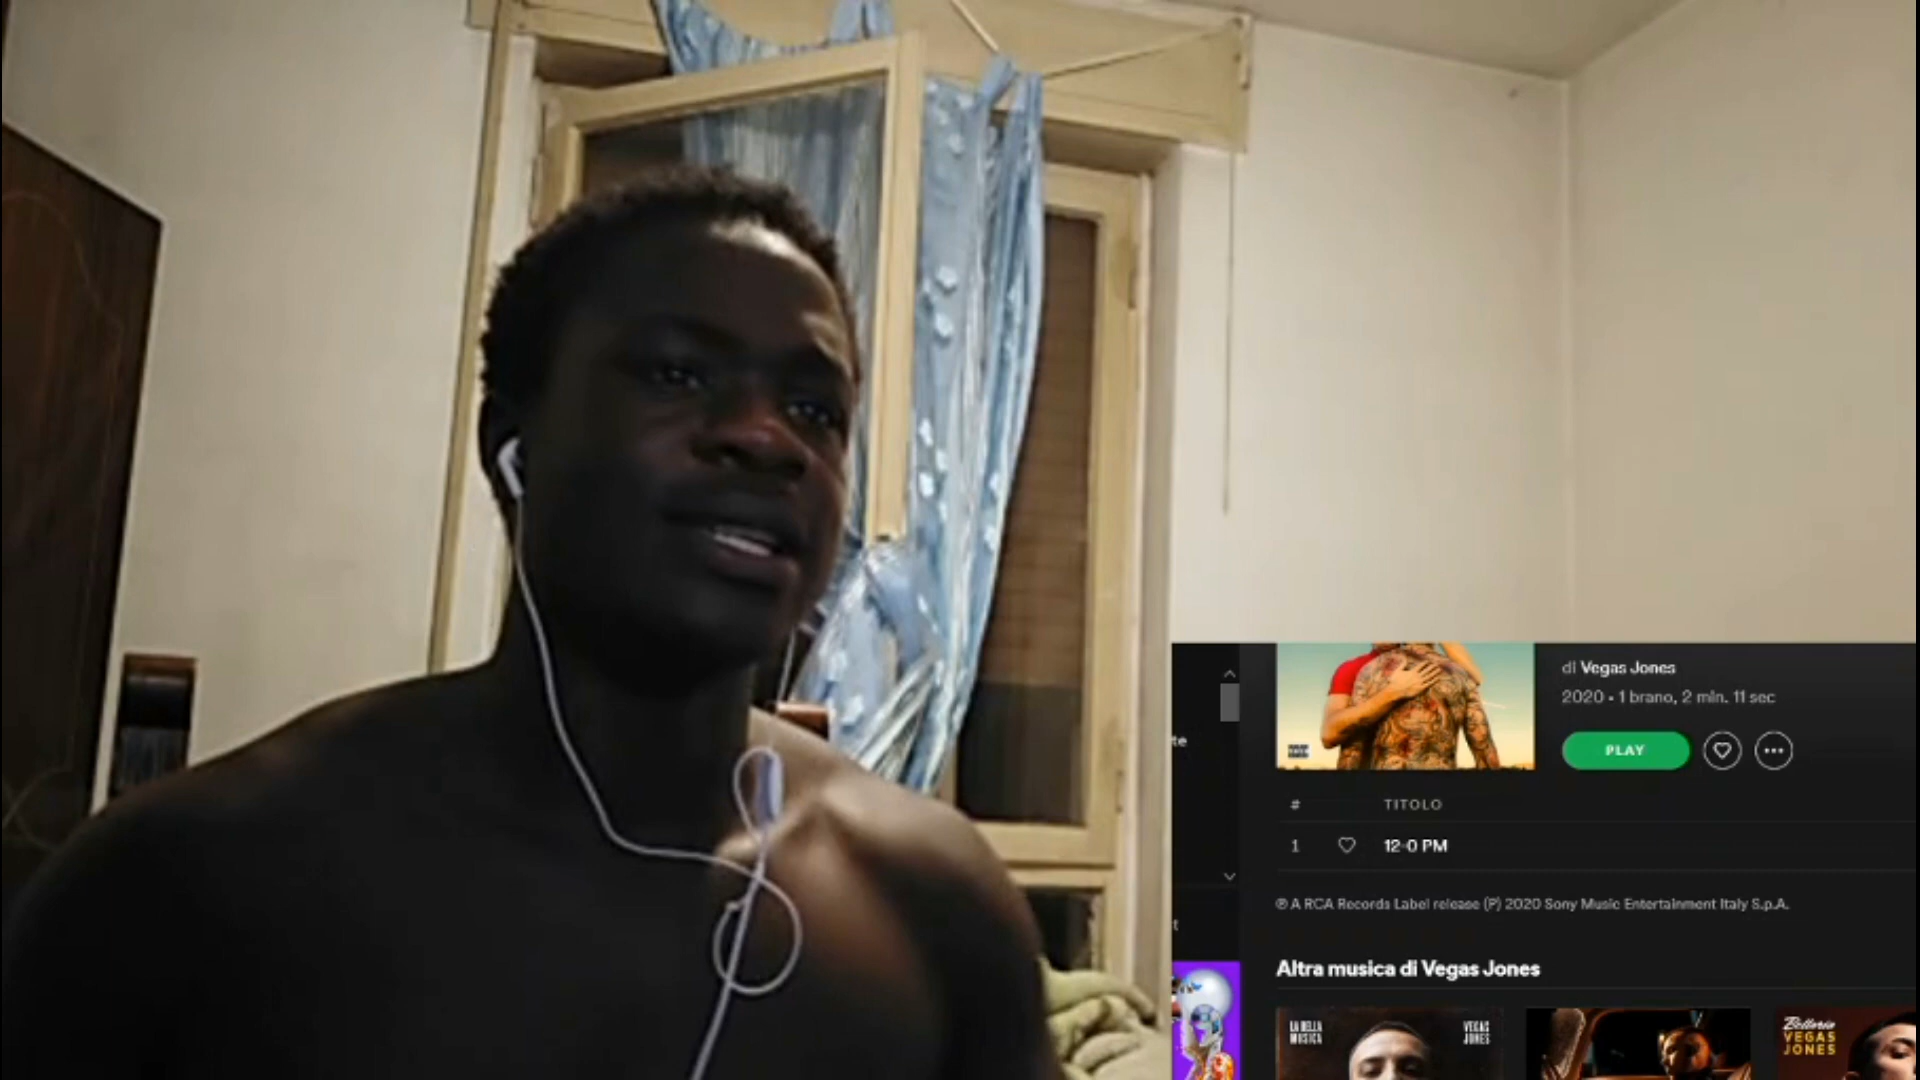 di Vegas Jones
2020 • 1 brano, 2 min. 11 sec
te
PLAY
# TITOLO
1 12-0 PM
℗ A RCA Records Label release (P) 2020 Sony Music Entertainment Italy S.p.A.
t
Altra musica di Vegas Jones
LA BELLA
MUSICA
VEGAS
JONES
Bellaria
VEGAS
JONES